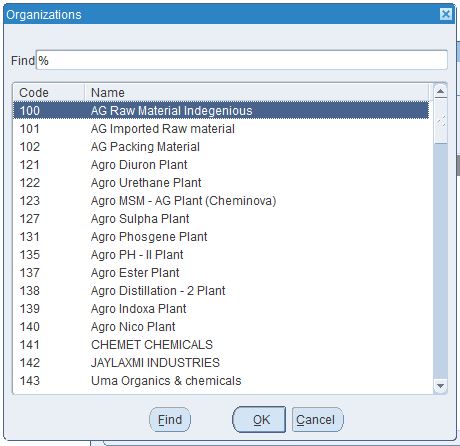 Organizations
Find %
Code Name
100 AG Raw Material Indegenious
101 AG Imported Raw material
102 AG Packing Material
121 Agro Diuron Plant
122 Agro Urethane Plant
123 Agro MSM - AG Plant (Cheminova)
127 Agro Sulpha Plant
131 Agro Phosgene Plant
135 Agro PH - II Plant
137 Agro Ester Plant
138 Agro Distillation - 2 Plant
139 Agro Indoxa Plant
140 Agro Nico Plant
141 CHEMET CHEMICALS
142 JAYLAXMI INDUSTRIES
143 Uma Organics & chemicals
Find OK Cancel